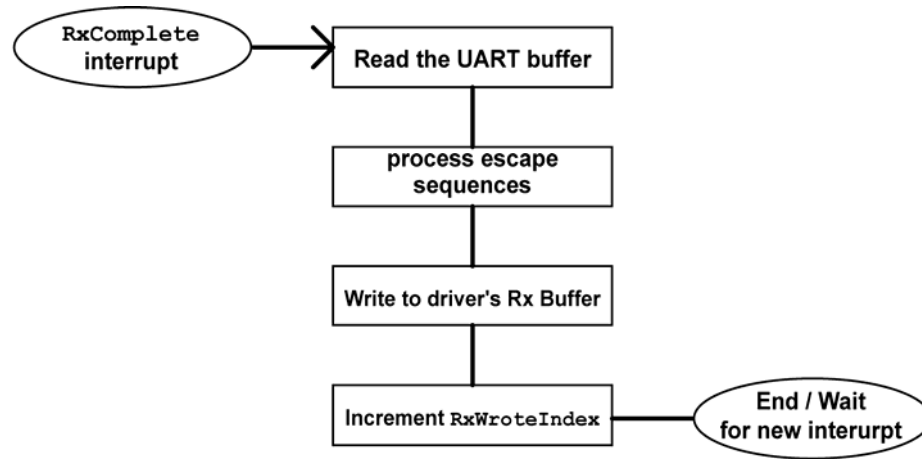 RxComplete
interrupt
Read the UART buffer
process escape
sequences
Write to driver's Rx Buffer
Increment RxWroteIndex
End / Wait
for new interurpt